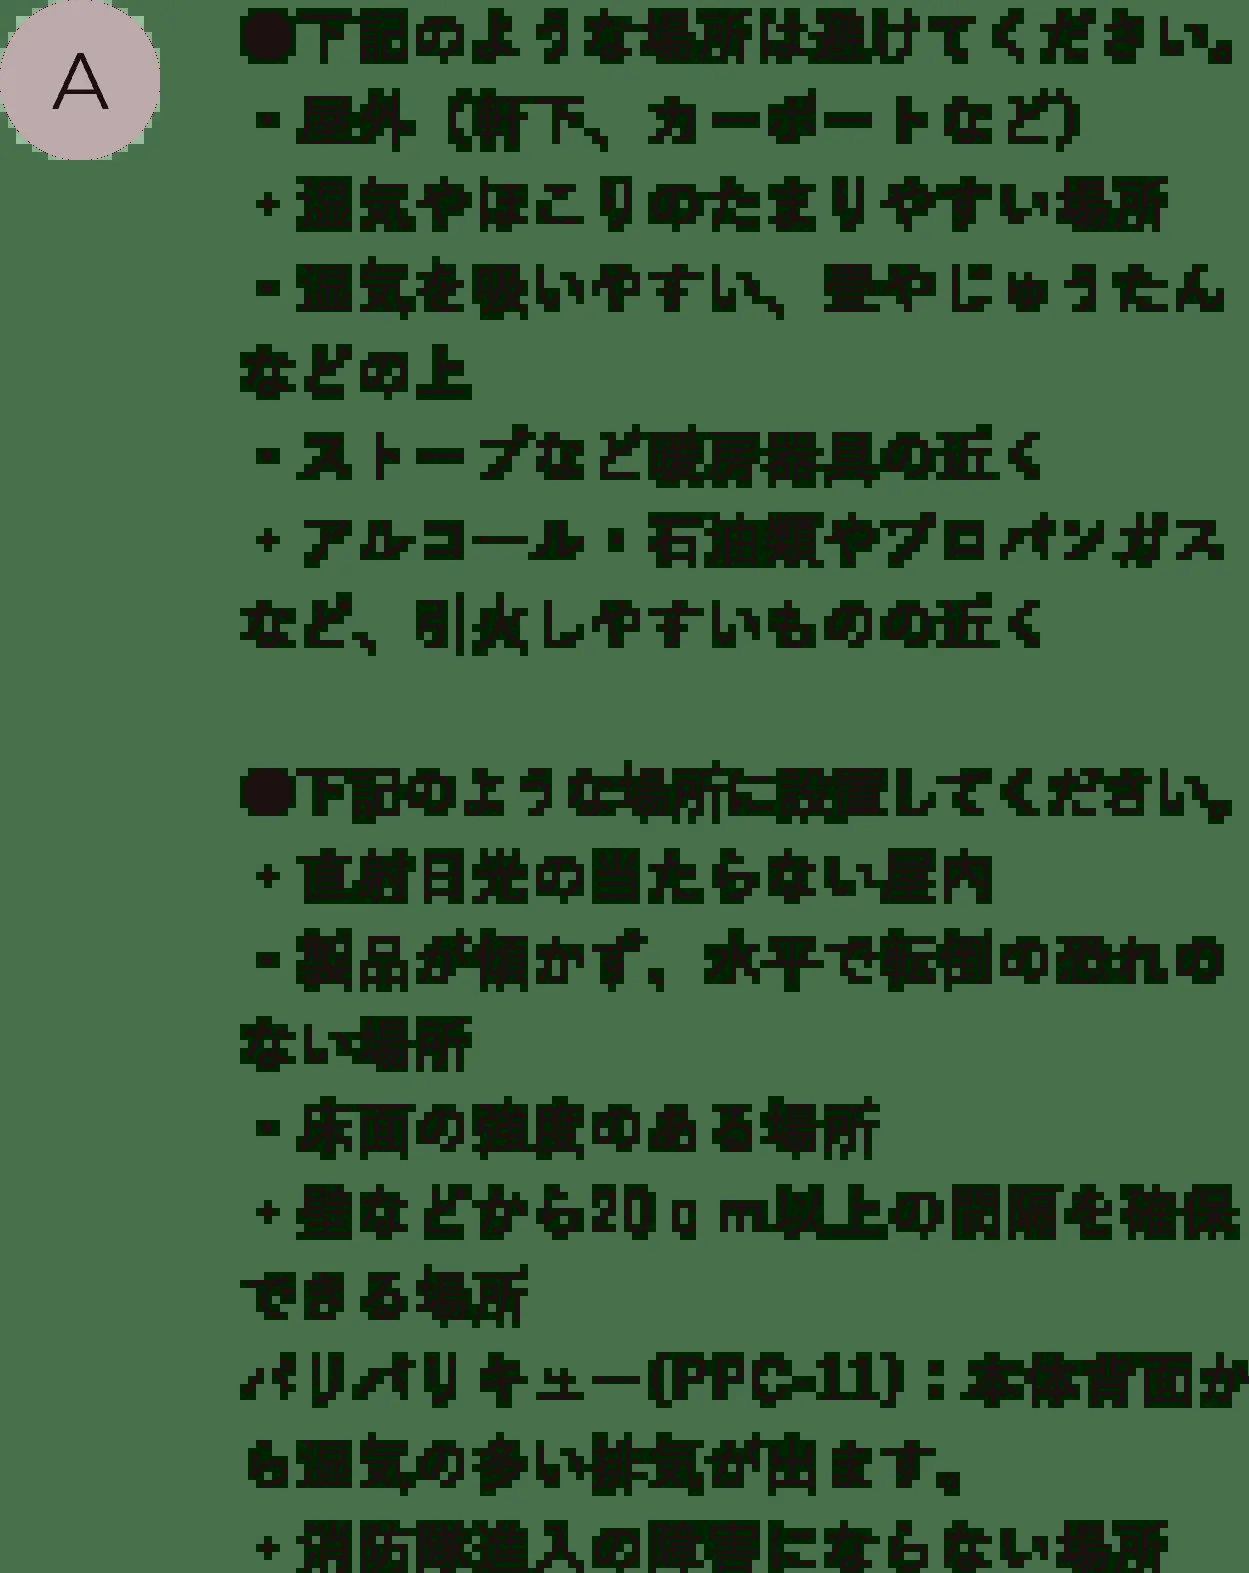 A
●下記のような場所は避けてください。
・屋外（軒下、カーポートなど）
・湿気やほこりのたまりやすい場所
・湿気を吸いやすい、畳やじゅうたん
などの上
・ストーブなど暖房器具の近く
・アルコール・石油類やプロパンガス
など、引火しやすいものの近く
●下記のような場所に設置してください。
・直射日光の当たらない屋内
・製品が傾かず、水平で転倒の恐れの
ない場所
・床面の強度のある場所
・壁などから20ｃｍ以上の間隔を確保
できる場所
パリパリキュー(PPC-11)：本体背面か
ら湿気の多い排気が出ます。
・消防隊進入の障害にならない場所